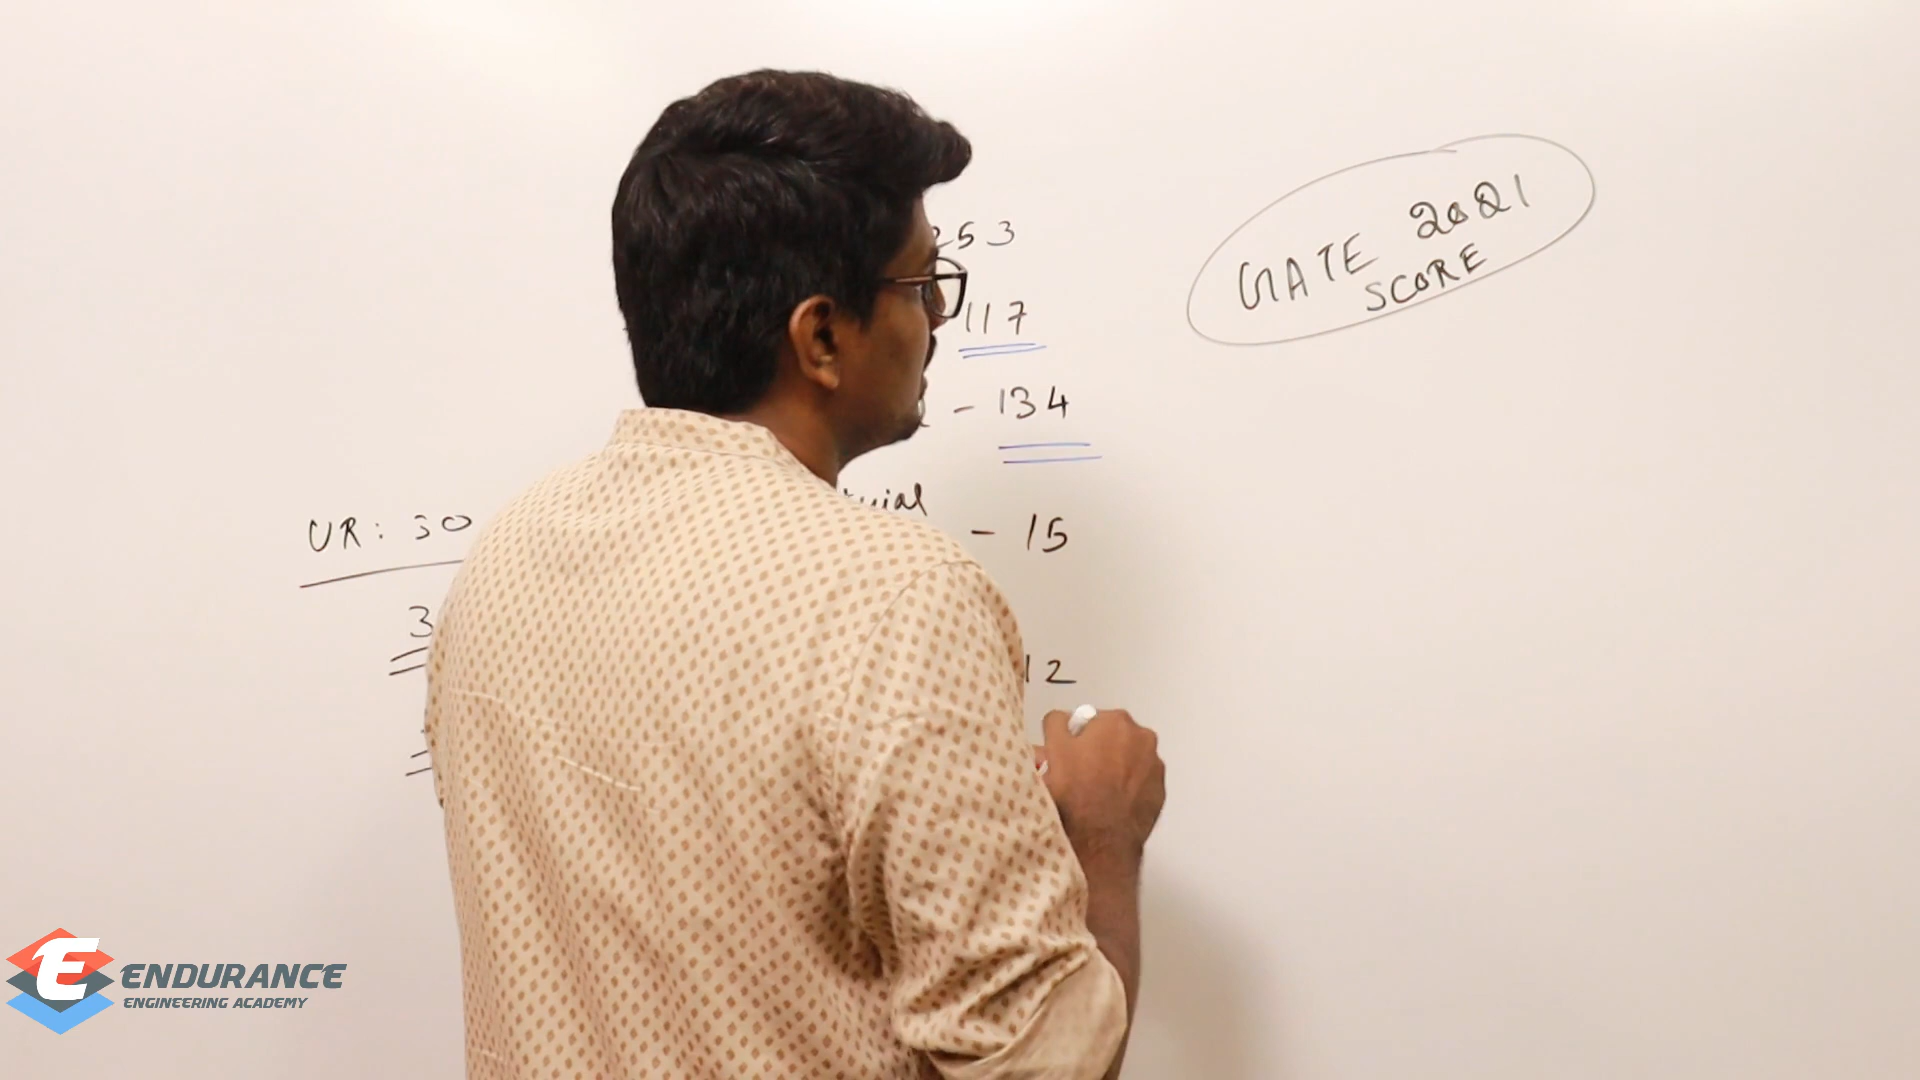 253
GATE 2021
SCORE
117
- 134
UR: 30
- 15
3
12
ENDURANCE
ENGINEERING ACADEMY